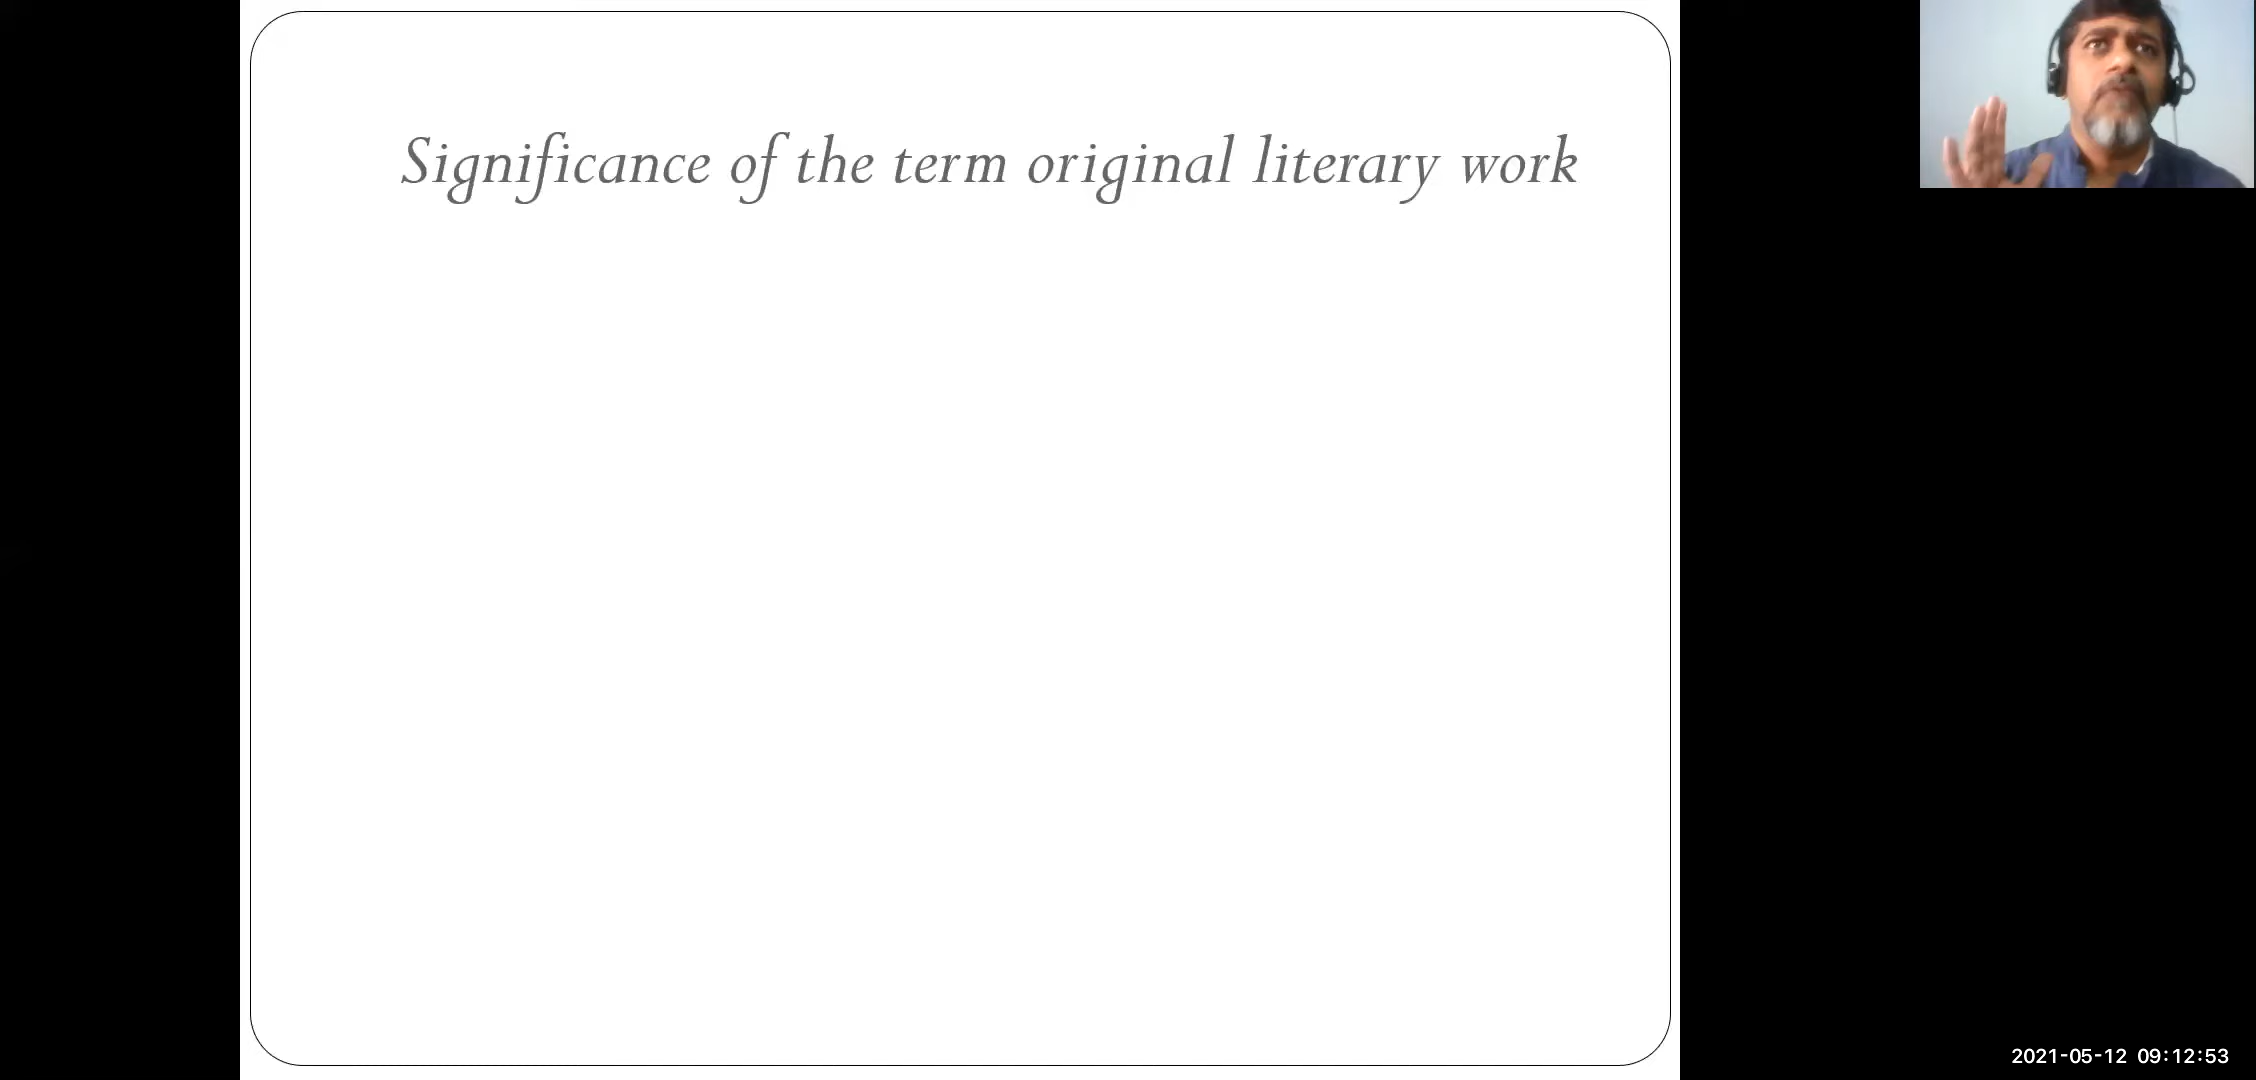 Significance of the term original literary work
2021-05-12 09:12:53